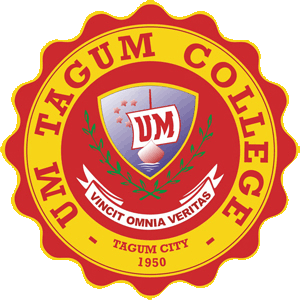 UM TAGUM COLLEGE
UM
VINCIT OMNIA VERITAS
- TAGUM CITY -
1950